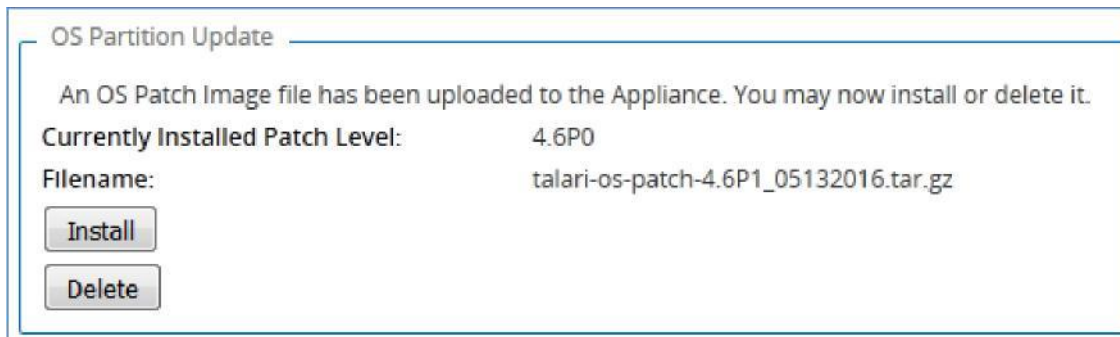 OS Partition Update
An OS Patch Image file has been uploaded to the Appliance. You may now install or delete it.
Currently Installed Patch Level: 4.6P0
Filename: talari-os-patch-4.6P1_05132016.tar.gz
Install
Delete